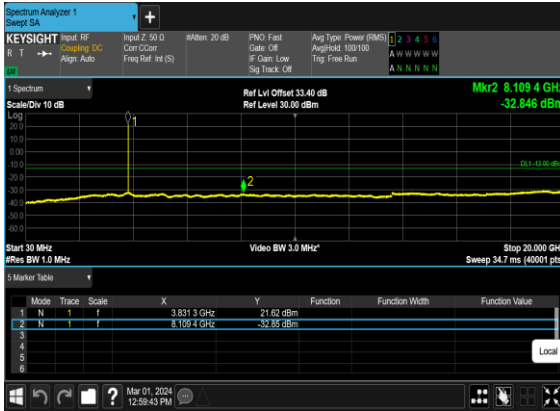 Spectrum Analyzer 1
Swept SA
+
KEYSIGHT Input: RF Input Z: 50 Ω #Atten: 20 dB PNO: Fast Avg Type: Power (RMS) 1 2 3 4 5 6
R T Coupling: DC Corr CCorr Gate: Off Avg|Hold: 100/100 A W W W W W
Align: Auto Freq Ref: Int (S) IF Gain: Low Trig: Free Run
Sig Track: Off A N N N N N
1 Spectrum Ref Lvl Offset 33.40 dB Mkr2 8.109 4 GHz
Scale/Div 10 dB Ref Level 30.00 dBm -32.846 dBm
Log
20.0
10.0
0.00
-10.0
DL1 -13.00 dBm
-20.0
-30.0
-40.0
-50.0
-60.0
1
2
Start 30 MHz Video BW 3.0 MHz* Stop 20.000 GHz
#Res BW 1.0 MHz Sweep 34.7 ms (40001 pts)
5 Marker Table
Mode Trace Scale X Y Function Function Width Function Value
1 N 1 f 3.831 3 GHz 21.62 dBm
2 N 1 f 8.109 4 GHz -32.85 dBm
3
4
5
6
Local
? Mar 01, 2024
12:59:43 PM